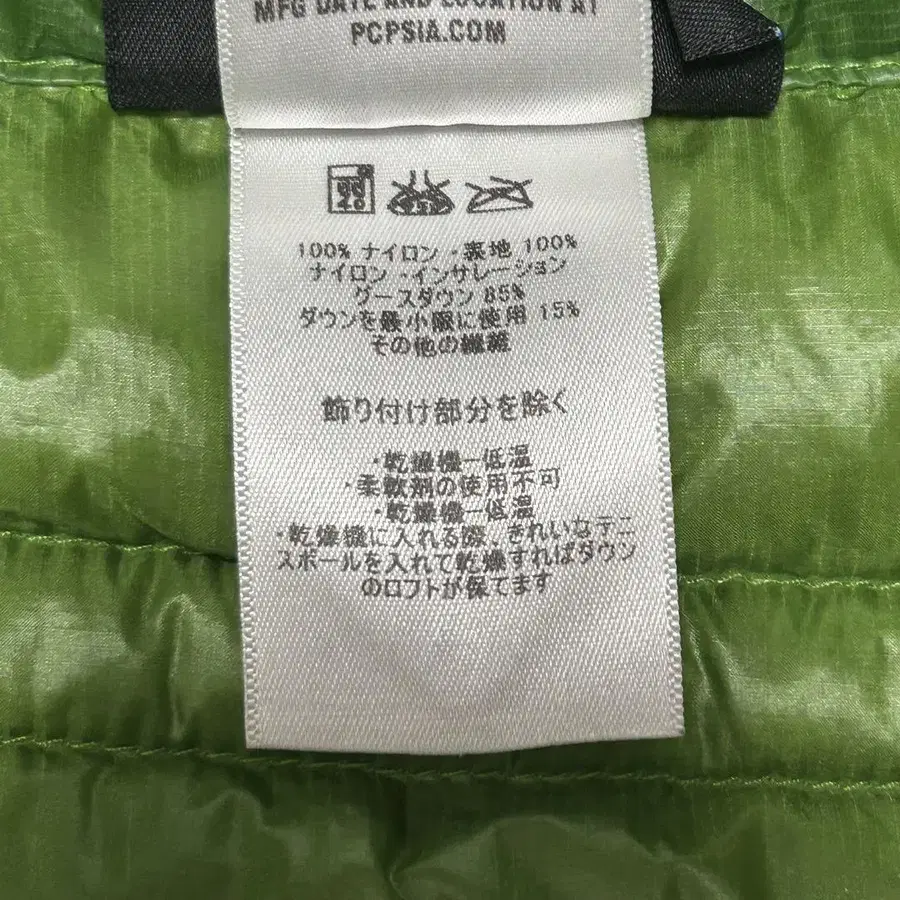 MFG DATE AND LOCATION AT
PCPSIA.COM
100% ナイロン ・表地 100%
ナイロン ・インサレーション
グースダウン 85%
ダウンを最小限に使用 15%
その他の繊維
飾り付け部分を除く
・乾燥機ー低温
・柔軟剤の使用不可
・乾燥機ー低温
・乾燥機に入れる際、きれいなテニ
スボールを入れて乾燥すればダウン
のロフトが保てます